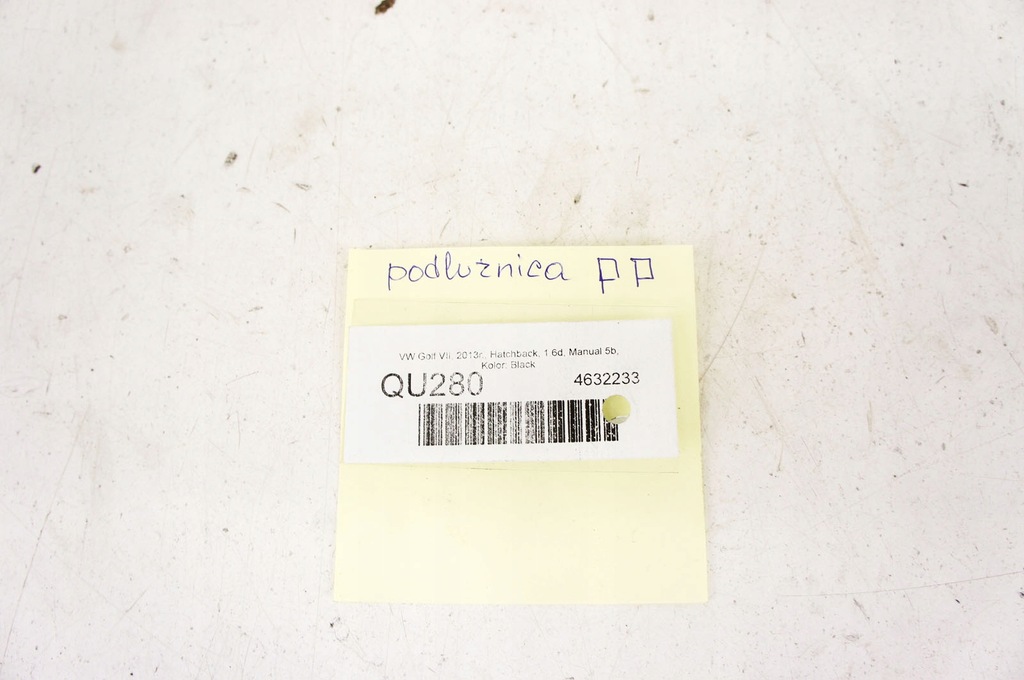 podłużnica PP
VW Golf VII, 2013r., Hatchback, 1.6d, Manual 5b,
Kolor: Black
QU280 4632233